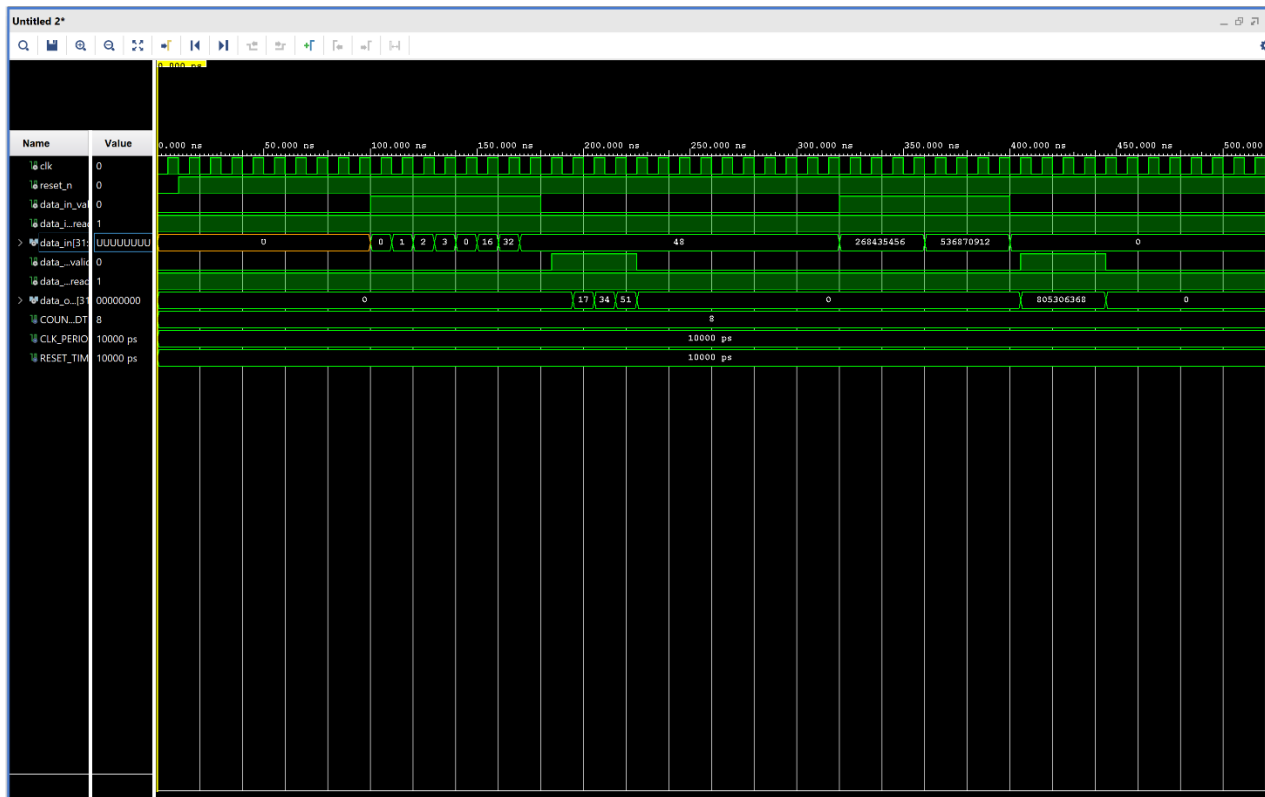 Untitled 2*
0.000 ns
Name Value
0.000 ns 50.000 ns 100.000 ns 150.000 ns 200.000 ns 250.000 ns 300.000 ns 350.000 ns 400.000 ns 450.000 ns 500.000
clk 0
reset_n 0
data_in_val 0
data_i...read 1
data_in[31: UUUUUUUU U 0 1 2 3 0 16 32 48 268435456 536870912 0
data_...valid 0
data_...read 1
data_o...[31 00000000 0 17 34 51 0 805306368 0
COUN...DT 8 8
CLK_PERIO 10000 ps 10000 ps
RESET_TIM 10000 ps 10000 ps